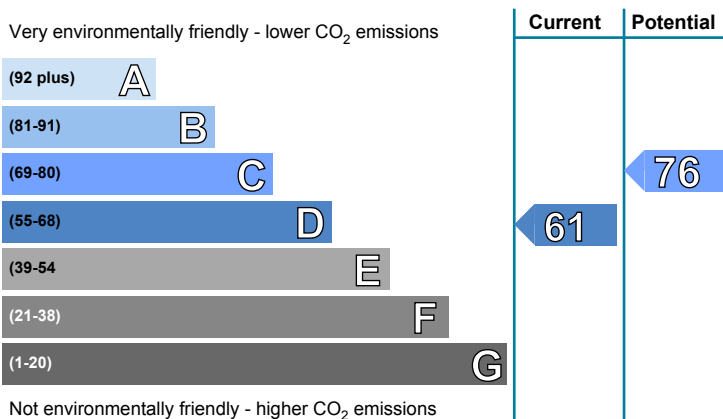 Current Potential
Very environmentally friendly - lower CO2 emissions
(92 plus) A
(81-91) B
(69-80) C 76
(55-68) D 61
(39-54 E
(21-38) F
(1-20) G
Not environmentally friendly - higher CO2 emissions